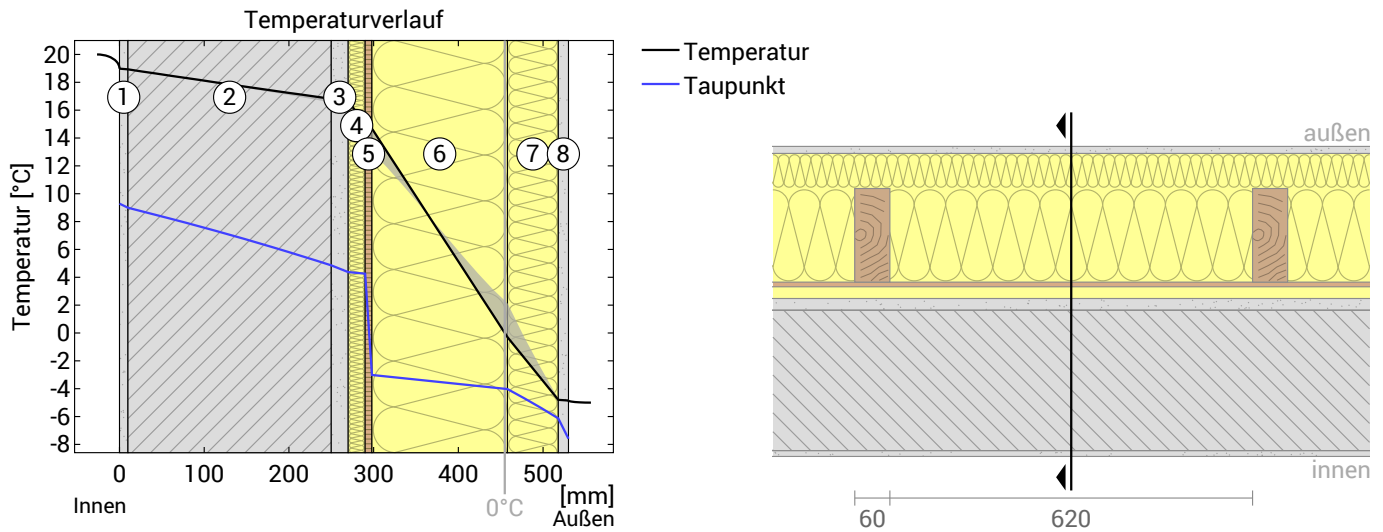 Temperaturverlauf
Temperatur [°C]
20
18
16
14
12
10
8
6
4
2
0
-2
-4
-6
-8
1
2
3
4
5
6
7
8
0 100 200 300 400 500 [mm]
Innen
0°C
Außen
Temperatur
Taupunkt
außen
innen
60 620